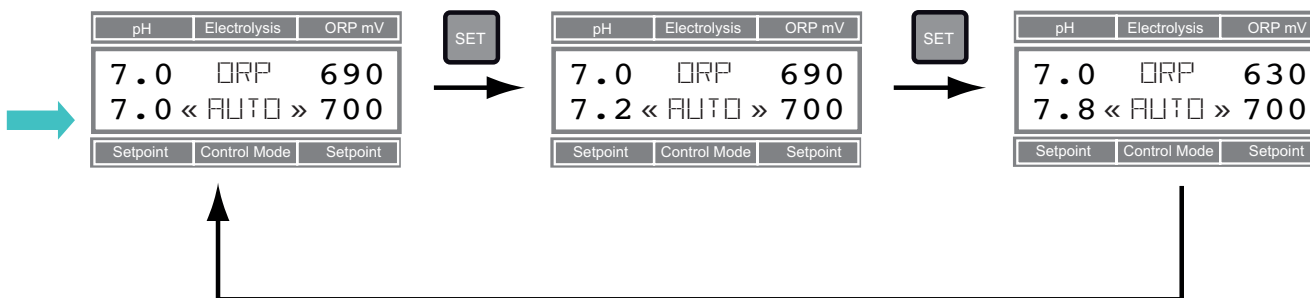 pH Electrolysis ORP mV
7.0 ORP 690
7.0 « AUTO » 700
Setpoint Control Mode Setpoint
SET
pH Electrolysis ORP mV
7.0 ORP 690
7.2 « AUTO » 700
Setpoint Control Mode Setpoint
SET
pH Electrolysis ORP mV
7.0 ORP 630
7.8 « AUTO » 700
Setpoint Control Mode Setpoint